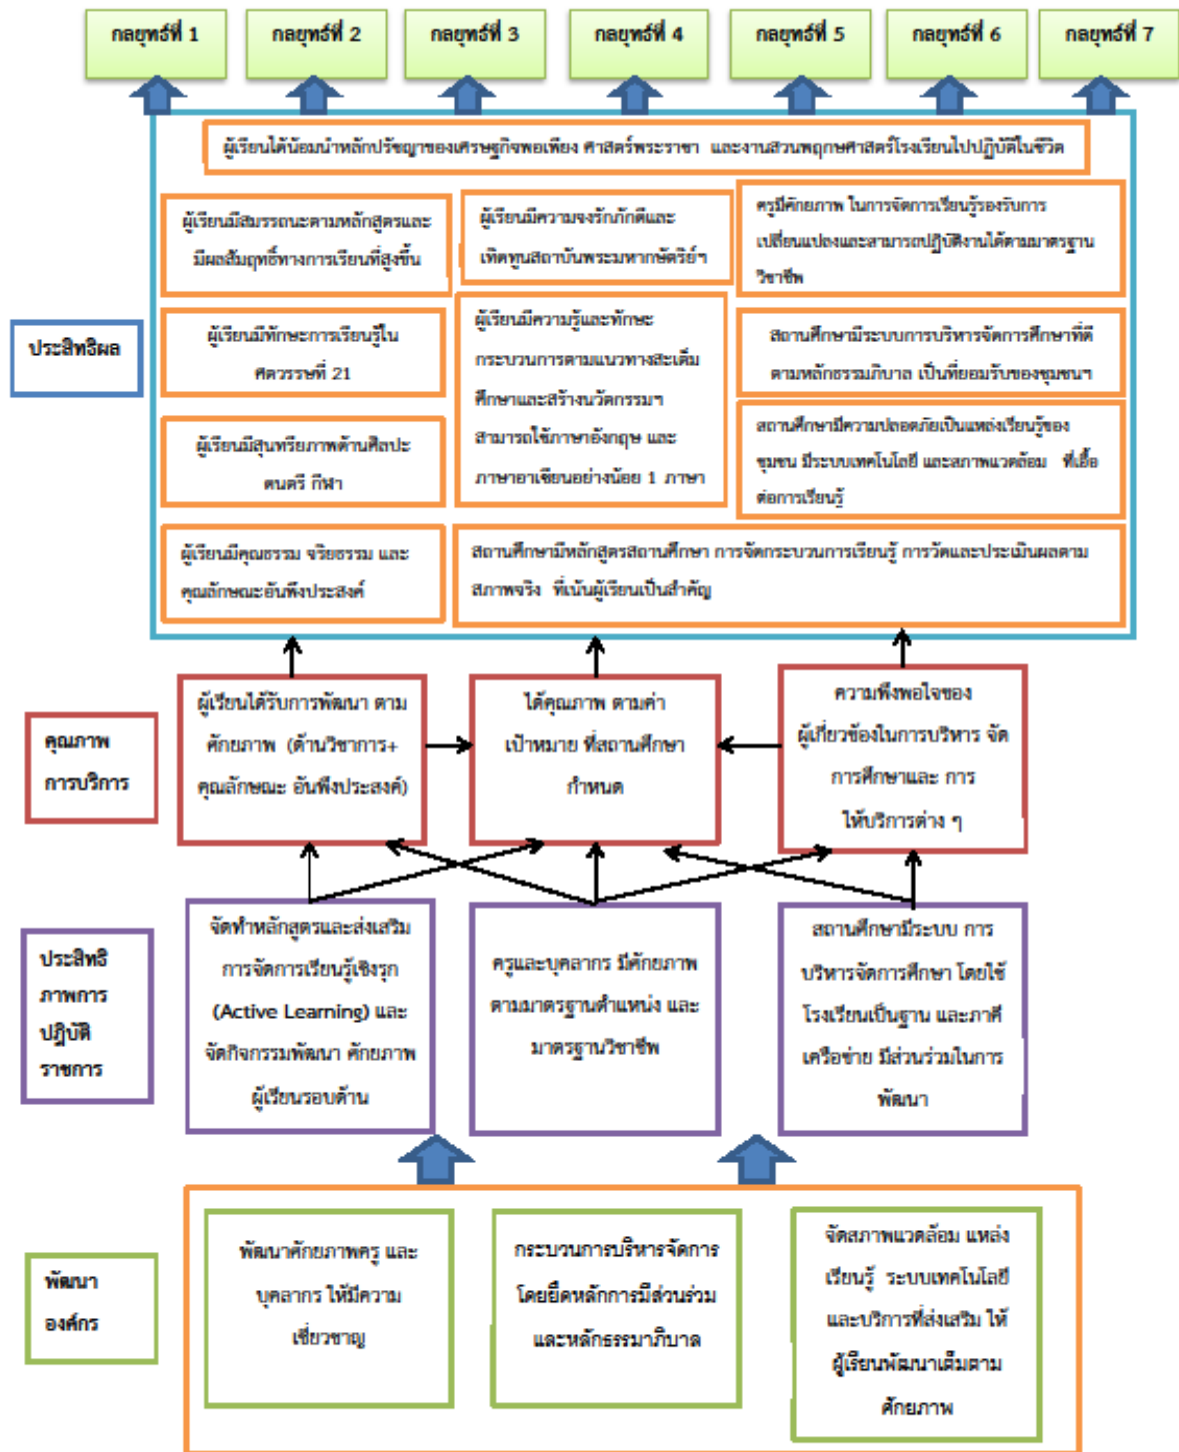 กลยุทธ์ที่ 1
กลยุทธ์ที่ 2
กลยุทธ์ที่ 3
กลยุทธ์ที่ 4
กลยุทธ์ที่ 5
กลยุทธ์ที่ 6
กลยุทธ์ที่ 7
ผู้เรียนได้น้อมนำหลักปรัชญาของเศรษฐกิจพอเพียง ศาสตร์พระราชา และงานสวนพฤกษศาสตร์โรงเรียนไปปฏิบัติในชีวิต
ผู้เรียนมีสมรรถนะตามหลักสูตรและ
มีผลสัมฤทธิ์ทางการเรียนที่สูงขึ้น
ผู้เรียนมีความจงรักภักดีและ
เทิดทูนสถาบันพระมหากษัตริย์ฯ
ครูมีศักยภาพ ในการจัดการเรียนรู้รองรับการ
เปลี่ยนแปลงและสามารถปฏิบัติงานได้ตามมาตรฐาน
วิชาชีพ
ประสิทธิผล
ผู้เรียนมีทักษะการเรียนรู้ใน
ศตวรรษที่ 21
ผู้เรียนมีความรู้และทักษะ
กระบวนการตามแนวทางสะเต็ม
ศึกษาและสร้างนวัตกรรมฯ
สามารถใช้ภาษาอังกฤษ และ
ภาษาอาเซียนอย่างน้อย 1 ภาษา
สถานศึกษามีระบบการบริหารจัดการศึกษาที่ดี
ตามหลักธรรมภิบาล เป็นที่ยอมรับของชุมชนฯ
ผู้เรียนมีสุนทรียภาพด้านศิลปะ
ดนตรี กีฬา
สถานศึกษามีความปลอดภัยเป็นแหล่งเรียนรู้ของ
ชุมชน มีระบบเทคโนโลยี และสภาพแวดล้อม ที่เอื้อ
ต่อการเรียนรู้
ผู้เรียนมีคุณธรรม จริยธรรม และ
คุณลักษณะอันพึงประสงค์
สถานศึกษามีหลักสูตรสถานศึกษา การจัดกระบวนการเรียนรู้ การวัดและประเมินผลตาม
สภาพจริง ที่เน้นผู้เรียนเป็นสำคัญ
คุณภาพ
การบริการ
ผู้เรียนได้รับการพัฒนา ตาม
ศักยภาพ (ด้านวิชาการ+
คุณลักษณะ อันพึงประสงค์)
ได้คุณภาพ ตามค่า
เป้าหมาย ที่สถานศึกษา
กำหนด
ความพึงพอใจของ
ผู้เกี่ยวข้องในการบริหาร จัด
การศึกษาและ การ
ให้บริการต่าง ๆ
ประสิทธิ
ภาพการ
ปฏิบัติ
ราชการ
จัดทำหลักสูตรและส่งเสริม
การจัดการเรียนรู้เชิงรุก
(Active Learning) และ
จัดกิจกรรมพัฒนา ศักยภาพ
ผู้เรียนรอบด้าน
ครูและบุคลากร มีศักยภาพ
ตามมาตรฐานตำแหน่ง และ
มาตรฐานวิชาชีพ
สถานศึกษามีระบบ การ
บริหารจัดการศึกษา โดยใช้
โรงเรียนเป็นฐาน และภาคี
เครือข่าย มีส่วนร่วมในการ
พัฒนา
พัฒนา
องค์กร
พัฒนาศักยภาพครู และ
บุคลากร ให้มีความ
เชี่ยวชาญ
กระบวนการบริหารจัดการ
โดยยึดหลักการมีส่วนร่วม
และหลักธรรมาภิบาล
จัดสภาพแวดล้อม แหล่ง
เรียนรู้ ระบบเทคโนโลยี
และบริการที่ส่งเสริม ให้
ผู้เรียนพัฒนาเต็มตาม
ศักยภาพ